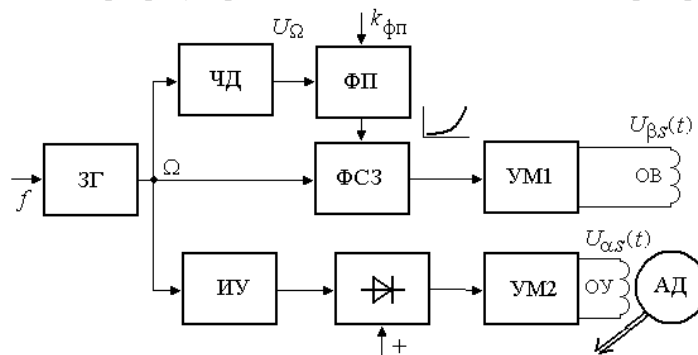 U_Ω
k_фп
ЧД
ФП
U_βs(t)
ЗГ
Ω
ФСЗ
УМ1
ОВ
f
U_αs(t)
ИУ
УМ2
ОУ
АД
+